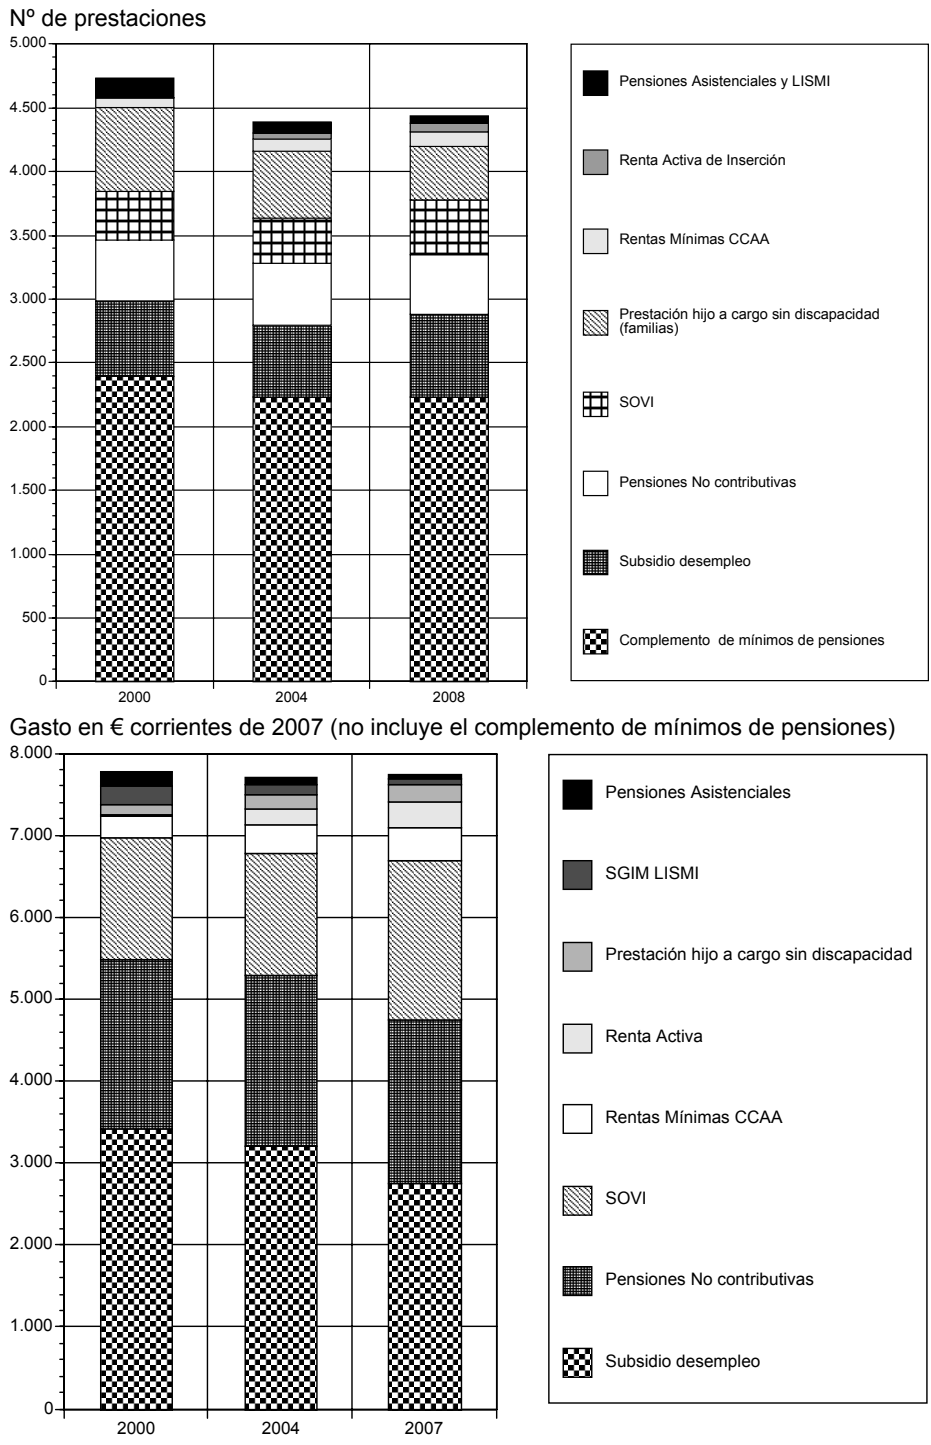 Nº de prestaciones
5.000
4.500
4.000
3.500
3.000
2.500
2.000
1.500
1.000
500
0
2000
2004
2008
Pensiones Asistenciales y LISMI
Renta Activa de Inserción
Rentas Mínimas CCAA
Prestación hijo a cargo sin discapacidad
(familias)
SOVI
Pensiones No contributivas
Subsidio desempleo
Complemento de mínimos de pensiones
Gasto en € corrientes de 2007 (no incluye el complemento de mínimos de pensiones)
8.000
7.000
6.000
5.000
4.000
3.000
2.000
1.000
0
2000
2004
2007
Pensiones Asistenciales
SGIM LISMI
Prestación hijo a cargo sin discapacidad
Renta Activa
Rentas Mínimas CCAA
SOVI
Pensiones No contributivas
Subsidio desempleo